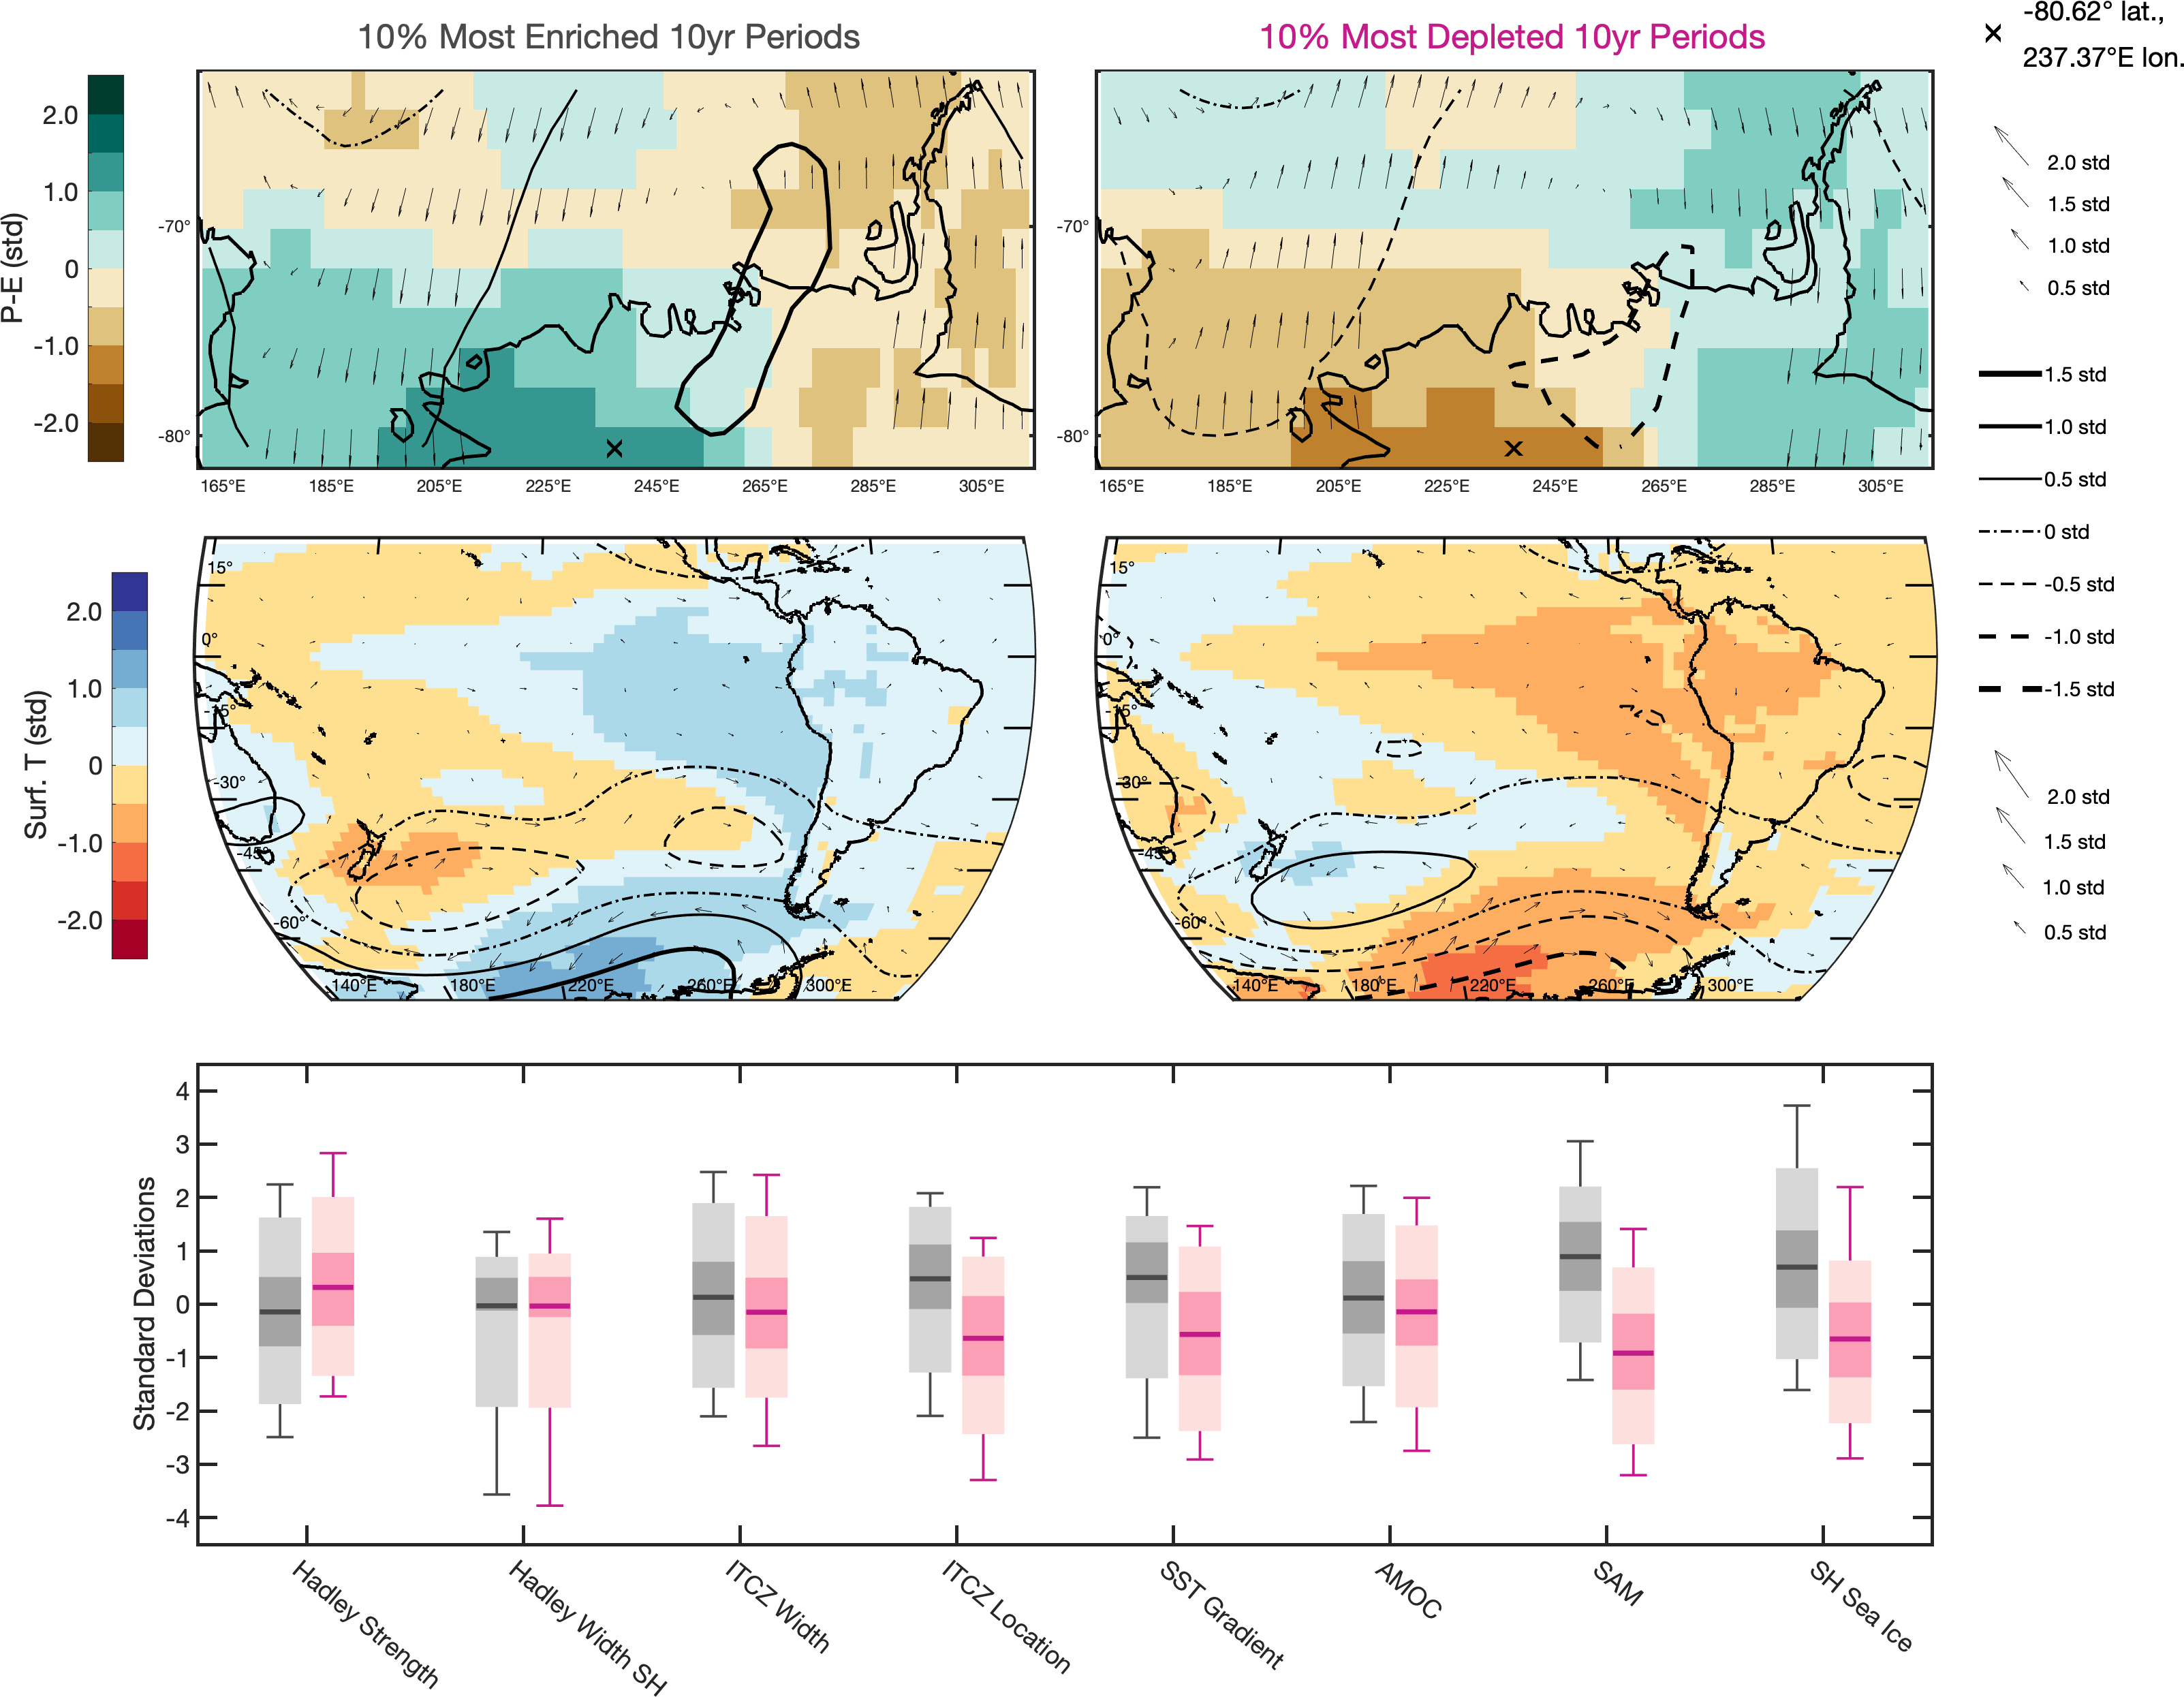 10% Most Enriched 10yr Periods
10% Most Depleted 10yr Periods
-80.62° lat.,
237.37°E lon.
P-E (std)
2.0
1.0
0
-1.0
-2.0
-70°
-80°
165°E 185°E 205°E 225°E 245°E 265°E 285°E 305°E
-70°
-80°
165°E 185°E 205°E 225°E 245°E 265°E 285°E 305°E
2.0 std
1.5 std
1.0 std
0.5 std
1.5 std
1.0 std
0.5 std
0 std
-0.5 std
-1.0 std
-1.5 std
2.0 std
1.5 std
1.0 std
0.5 std
Surf. T (std)
2.0
1.0
0
-1.0
-2.0
15°
0°
-15°
-30°
-45°
-60°
140°E 180°E 220°E 260°E 300°E
15°
0°
-15°
-30°
-45°
-60°
140°E 180°E 220°E 260°E 300°E
Standard Deviations
4
3
2
1
0
-1
-2
-3
-4
Hadley Strength
Hadley Width SH
ITCZ Width
ITCZ Location
SST Gradient
AMOC
SAM
SH Sea Ice